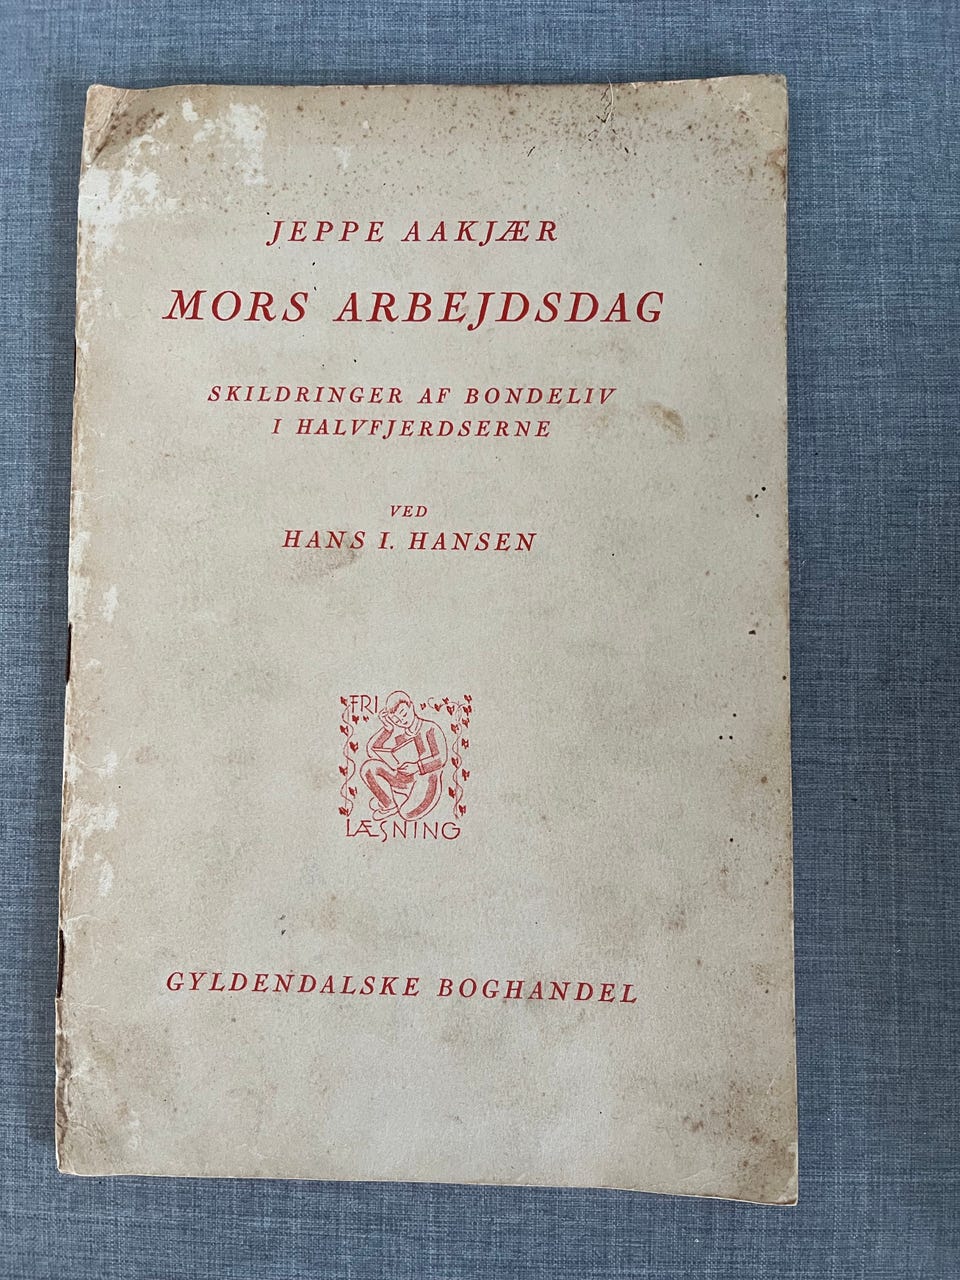 JEPPE AAKJÆR
MORS ARBEJDSDAG
SKILDRINGER AF BONDELIV
I HALVFJERDSERNE
VED
HANS I. HANSEN
FRI
LÆSNING
GYLDENDALSKE BOGHANDEL